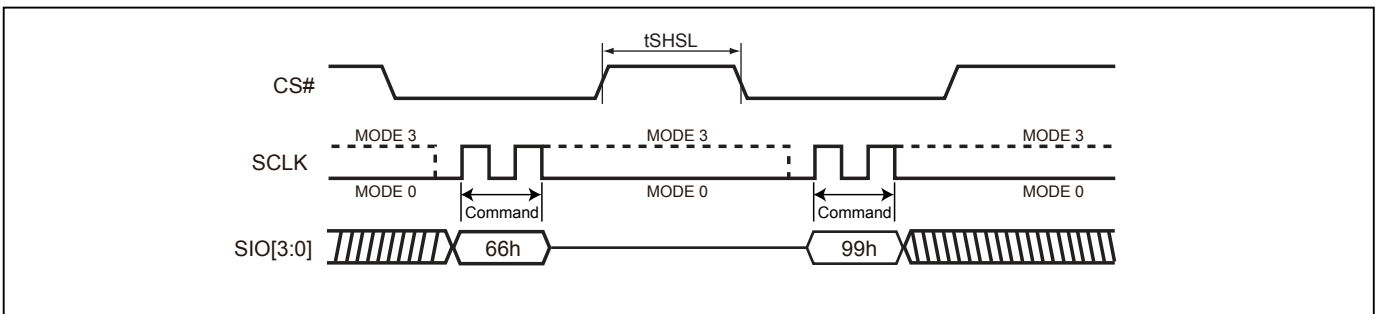 tSHSL
CS#
MODE 3 MODE 3 MODE 3
SCLK
MODE 0 MODE 0 MODE 0
Command Command
SIO[3:0] 66h 99h